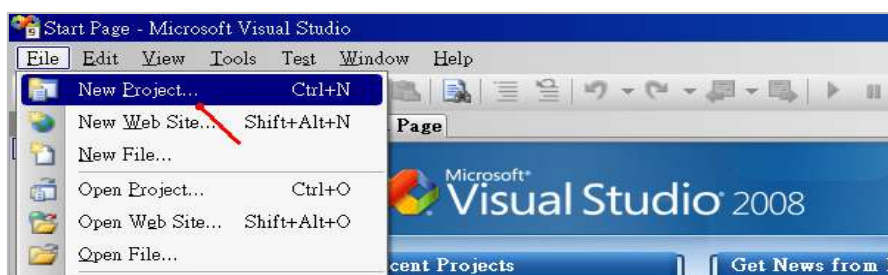 Start Page - Microsoft Visual Studio
File Edit View Tools Test Window Help
New Project... Ctrl+N
New Web Site... Shift+Alt+N
Page
New File...
Microsoft
Visual Studio 2008
Open Project... Ctrl+O
Open Web Site... Shift+Alt+O
Open File...
cent Projects
Get News from